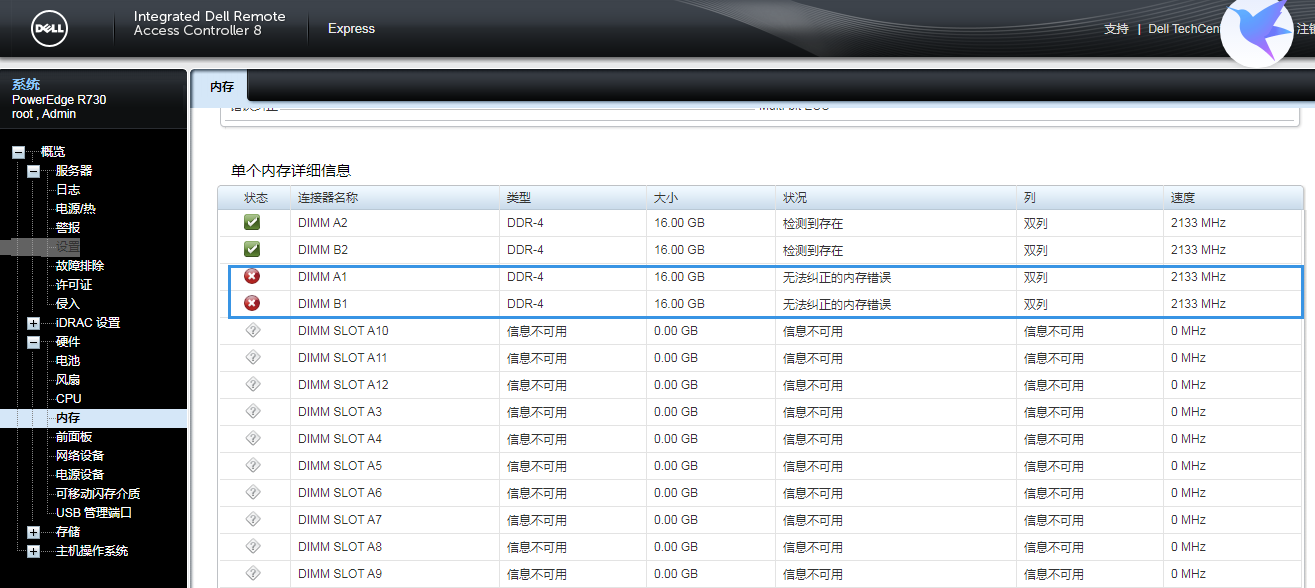 DELL
Integrated Dell Remote
Access Controller 8
Express
支持 | Dell TechCen
系统
PowerEdge R730
root , Admin
概览
服务器
日志
电源/热
警报
设置
故障排除
许可证
侵入
iDRAC 设置
硬件
电池
风扇
CPU
内存
前面板
网络设备
电源设备
可移动闪存介质
USB 管理端口
存储
主机操作系统
内存
单个内存详细信息
状态 连接器名称 类型 大小 状况 列 速度
DIMM A2 DDR-4 16.00 GB 检测到存在 双列 2133 MHz
DIMM B2 DDR-4 16.00 GB 检测到存在 双列 2133 MHz
DIMM A1 DDR-4 16.00 GB 无法纠正的内存错误 双列 2133 MHz
DIMM B1 DDR-4 16.00 GB 无法纠正的内存错误 双列 2133 MHz
DIMM SLOT A10 信息不可用 0.00 GB 信息不可用 信息不可用 0 MHz
DIMM SLOT A11 信息不可用 0.00 GB 信息不可用 信息不可用 0 MHz
DIMM SLOT A12 信息不可用 0.00 GB 信息不可用 信息不可用 0 MHz
DIMM SLOT A3 信息不可用 0.00 GB 信息不可用 信息不可用 0 MHz
DIMM SLOT A4 信息不可用 0.00 GB 信息不可用 信息不可用 0 MHz
DIMM SLOT A5 信息不可用 0.00 GB 信息不可用 信息不可用 0 MHz
DIMM SLOT A6 信息不可用 0.00 GB 信息不可用 信息不可用 0 MHz
DIMM SLOT A7 信息不可用 0.00 GB 信息不可用 信息不可用 0 MHz
DIMM SLOT A8 信息不可用 0.00 GB 信息不可用 信息不可用 0 MHz
DIMM SLOT A9 信息不可用 0.00 GB 信息不可用 信息不可用 0 MHz